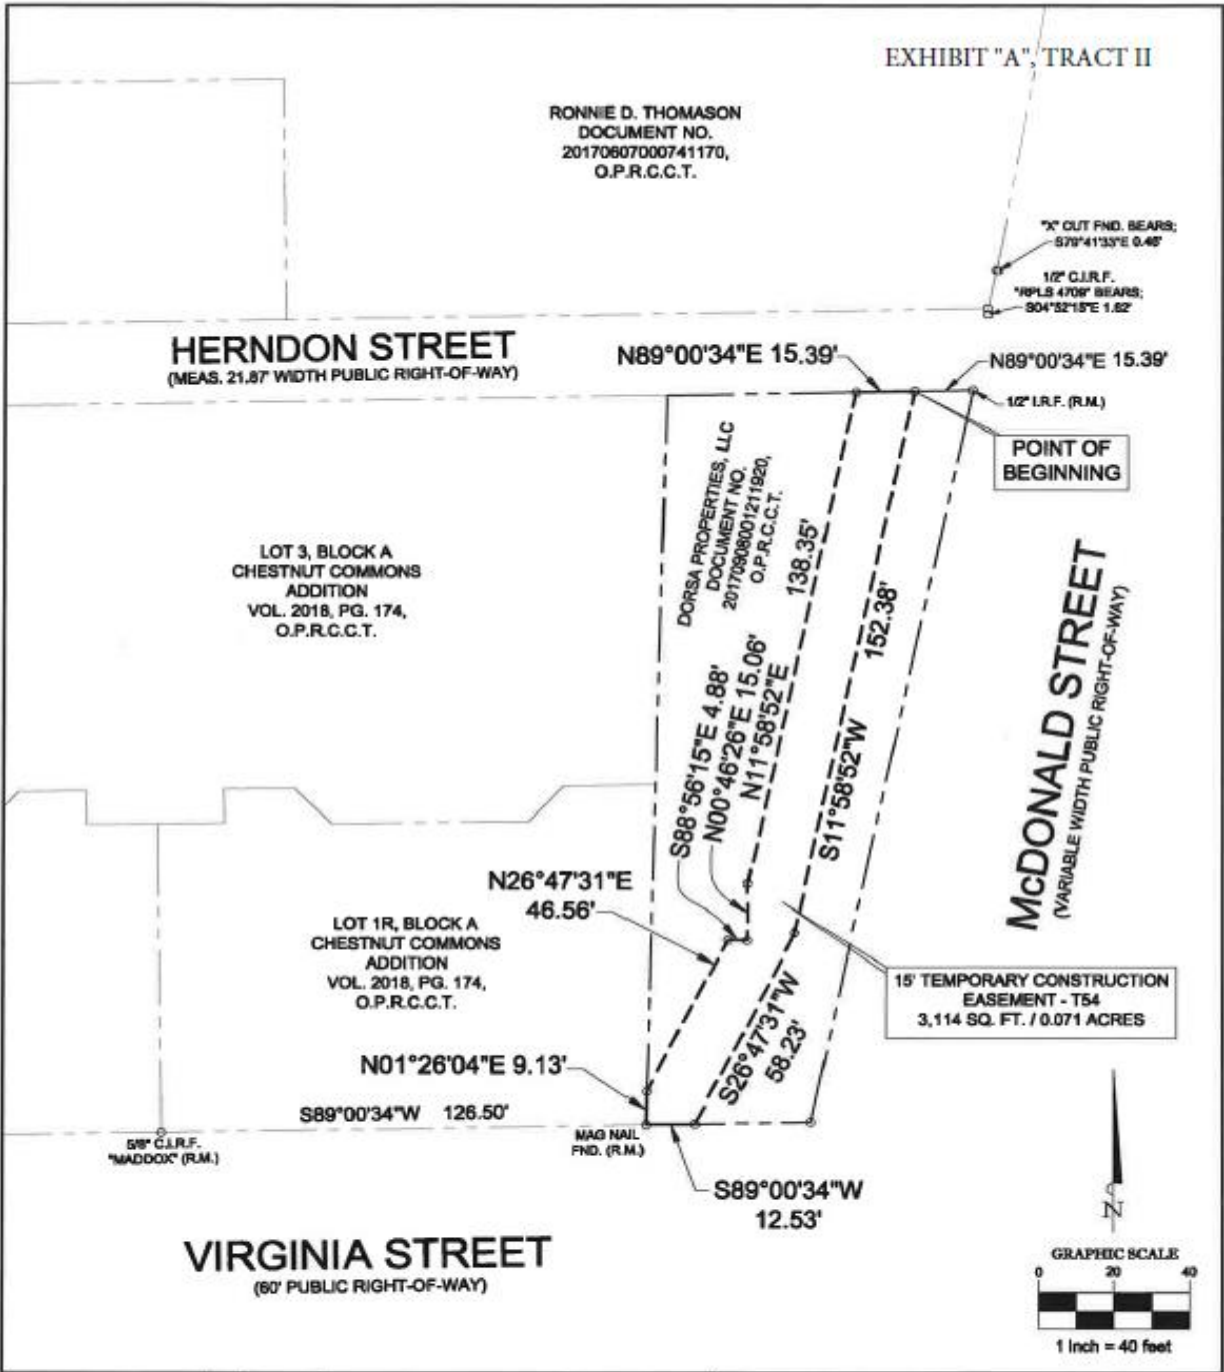 EXHIBIT "A", TRACT II
RONNIE D. THOMASON
DOCUMENT NO.
20170607000741170,
O.P.R.C.C.T.
"X" CUT FND. BEARS;
S79°41'33"E 0.46'
1/2" C.I.R.F.
"RPLS 4709" BEARS;
S04°52'15"E 1.62'
HERNDON STREET
(MEAS. 21.87' WIDTH PUBLIC RIGHT-OF-WAY)
N89°00'34"E 15.39'
N89°00'34"E 15.39'
1/2" I.R.F. (R.M.)
POINT OF
BEGINNING
DORSA PROPERTIES, LLC
DOCUMENT NO.
20170908001211920,
O.P.R.C.C.T.
138.35'
152.38'
LOT 3, BLOCK A
CHESTNUT COMMONS
ADDITION
VOL. 2018, PG. 174,
O.P.R.C.C.T.
McDONALD STREET
(VARIABLE WIDTH PUBLIC RIGHT-OF-WAY)
S88°56'15"E 4.88'
N00°46'26"E 15.06'
N11°58'52"E
S11°58'52"W
N26°47'31"E
46.56'
LOT 1R, BLOCK A
CHESTNUT COMMONS
ADDITION
VOL. 2018, PG. 174,
O.P.R.C.C.T.
15' TEMPORARY CONSTRUCTION
EASEMENT - T54
3,114 SQ. FT. / 0.071 ACRES
S26°47'31"W
58.23'
N01°26'04"E 9.13'
S89°00'34"W 126.50'
5/8" C.I.R.F.
"MADDOX" (R.M.)
MAG NAIL
FND. (R.M.)
S89°00'34"W
12.53'
N
VIRGINIA STREET
(60' PUBLIC RIGHT-OF-WAY)
GRAPHIC SCALE
0 20 40
1 Inch = 40 feet